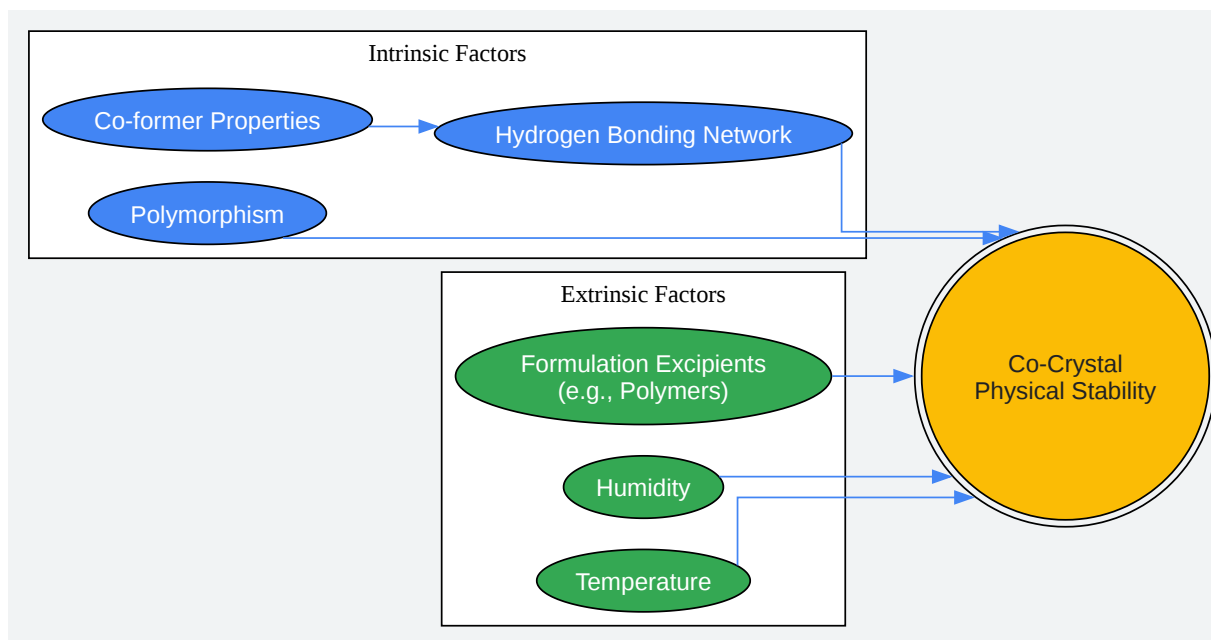 Intrinsic Factors
Co-former Properties
Hydrogen Bonding Network
Polymorphism
Extrinsic Factors
Formulation Excipients
(e.g., Polymers)
Humidity
Temperature
Co-Crystal
Physical Stability